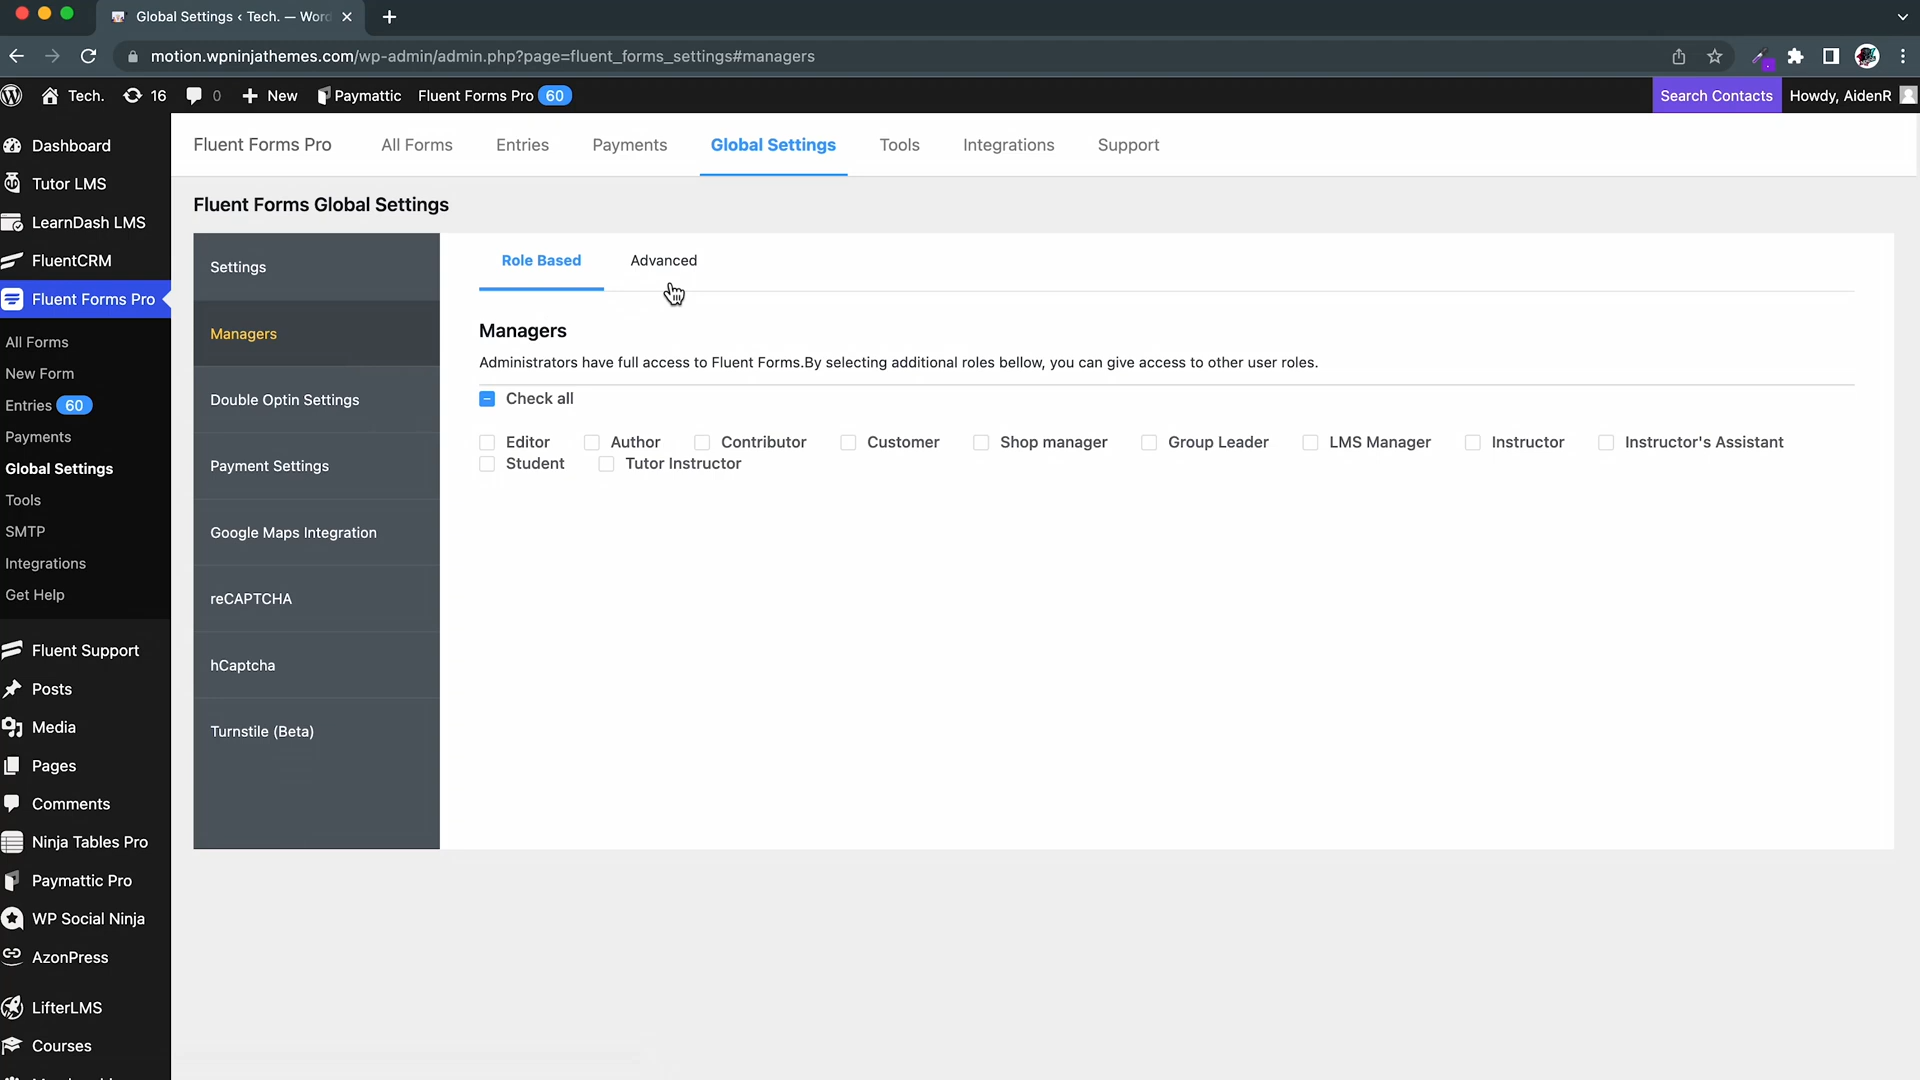 Global Settings ‹ Tech. — Wor
motion.wpninjathemes.com/wp-admin/admin.php?page=fluent_forms_settings#managers
Tech. 16 0 New Paymattic Fluent Forms Pro 60 Search Contacts Howdy, AidenR
Dashboard
Tutor LMS
LearnDash LMS
FluentCRM
Fluent Forms Pro
All Forms
New Form
Entries 60
Payments
Global Settings
Tools
SMTP
Integrations
Get Help
Fluent Support
Posts
Media
Pages
Comments
Ninja Tables Pro
Paymattic Pro
WP Social Ninja
AzonPress
LifterLMS
Courses
Fluent Forms Pro All Forms Entries Payments Global Settings Tools Integrations Support
Fluent Forms Global Settings
Settings
Managers
Double Optin Settings
Payment Settings
Google Maps Integration
reCAPTCHA
hCaptcha
Turnstile (Beta)
Role Based Advanced
Managers
Administrators have full access to Fluent Forms.By selecting additional roles bellow, you can give access to other user roles.
Check all
Editor Author Contributor Customer Shop manager Group Leader LMS Manager Instructor Instructor's Assistant
Student Tutor Instructor